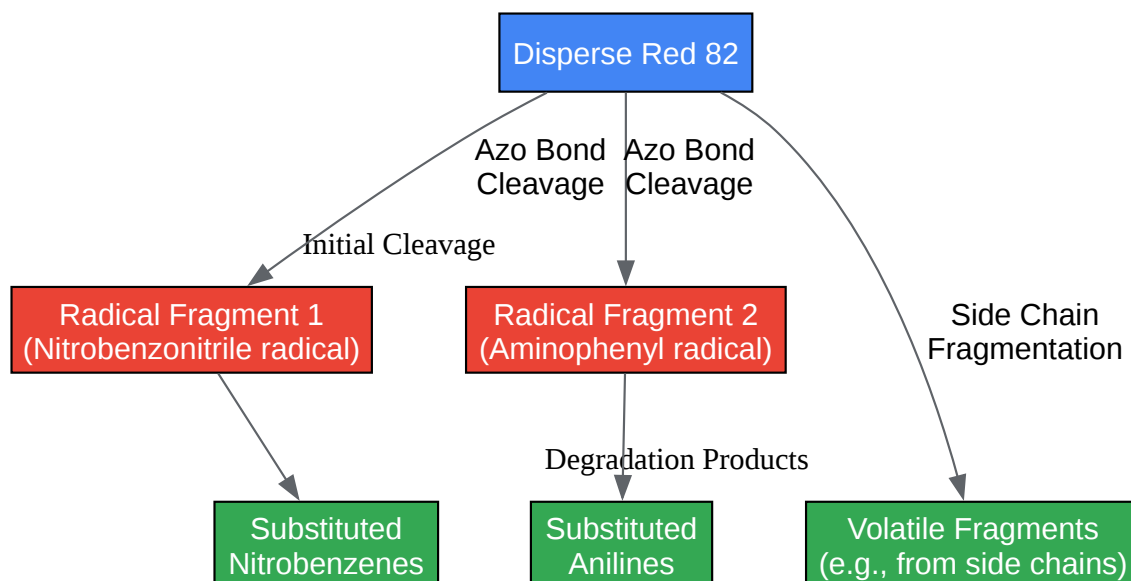 Disperse Red 82
Azo Bond
Cleavage
Azo Bond
Cleavage
Initial Cleavage
Radical Fragment 1
(Nitrobenzonitrile radical)
Radical Fragment 2
(Aminophenyl radical)
Side Chain
Fragmentation
Degradation Products
Substituted
Nitrobenzenes
Substituted
Anilines
Volatile Fragments
(e.g., from side chains)